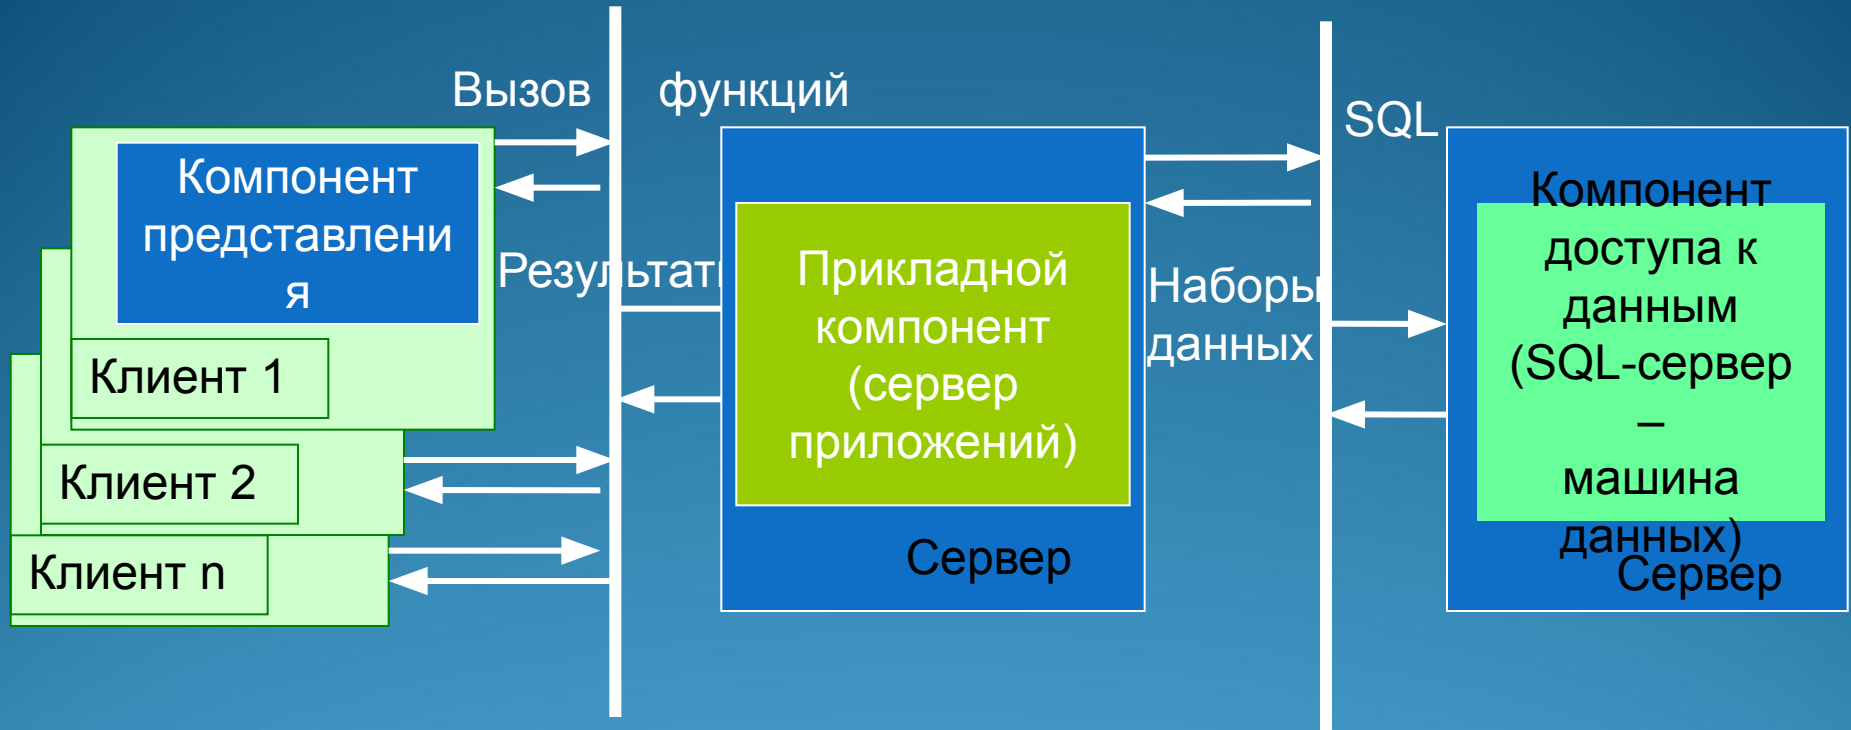 Вызов функций
SQL
Компонент
представлени
я
Результаты
Клиент 1
Клиент 2
Клиент n
Прикладной
компонент
(сервер
приложений)
Сервер
Наборы
данных
Компонент
доступа к
данным
(SQL-сервер
–
машина
данных)
Сервер